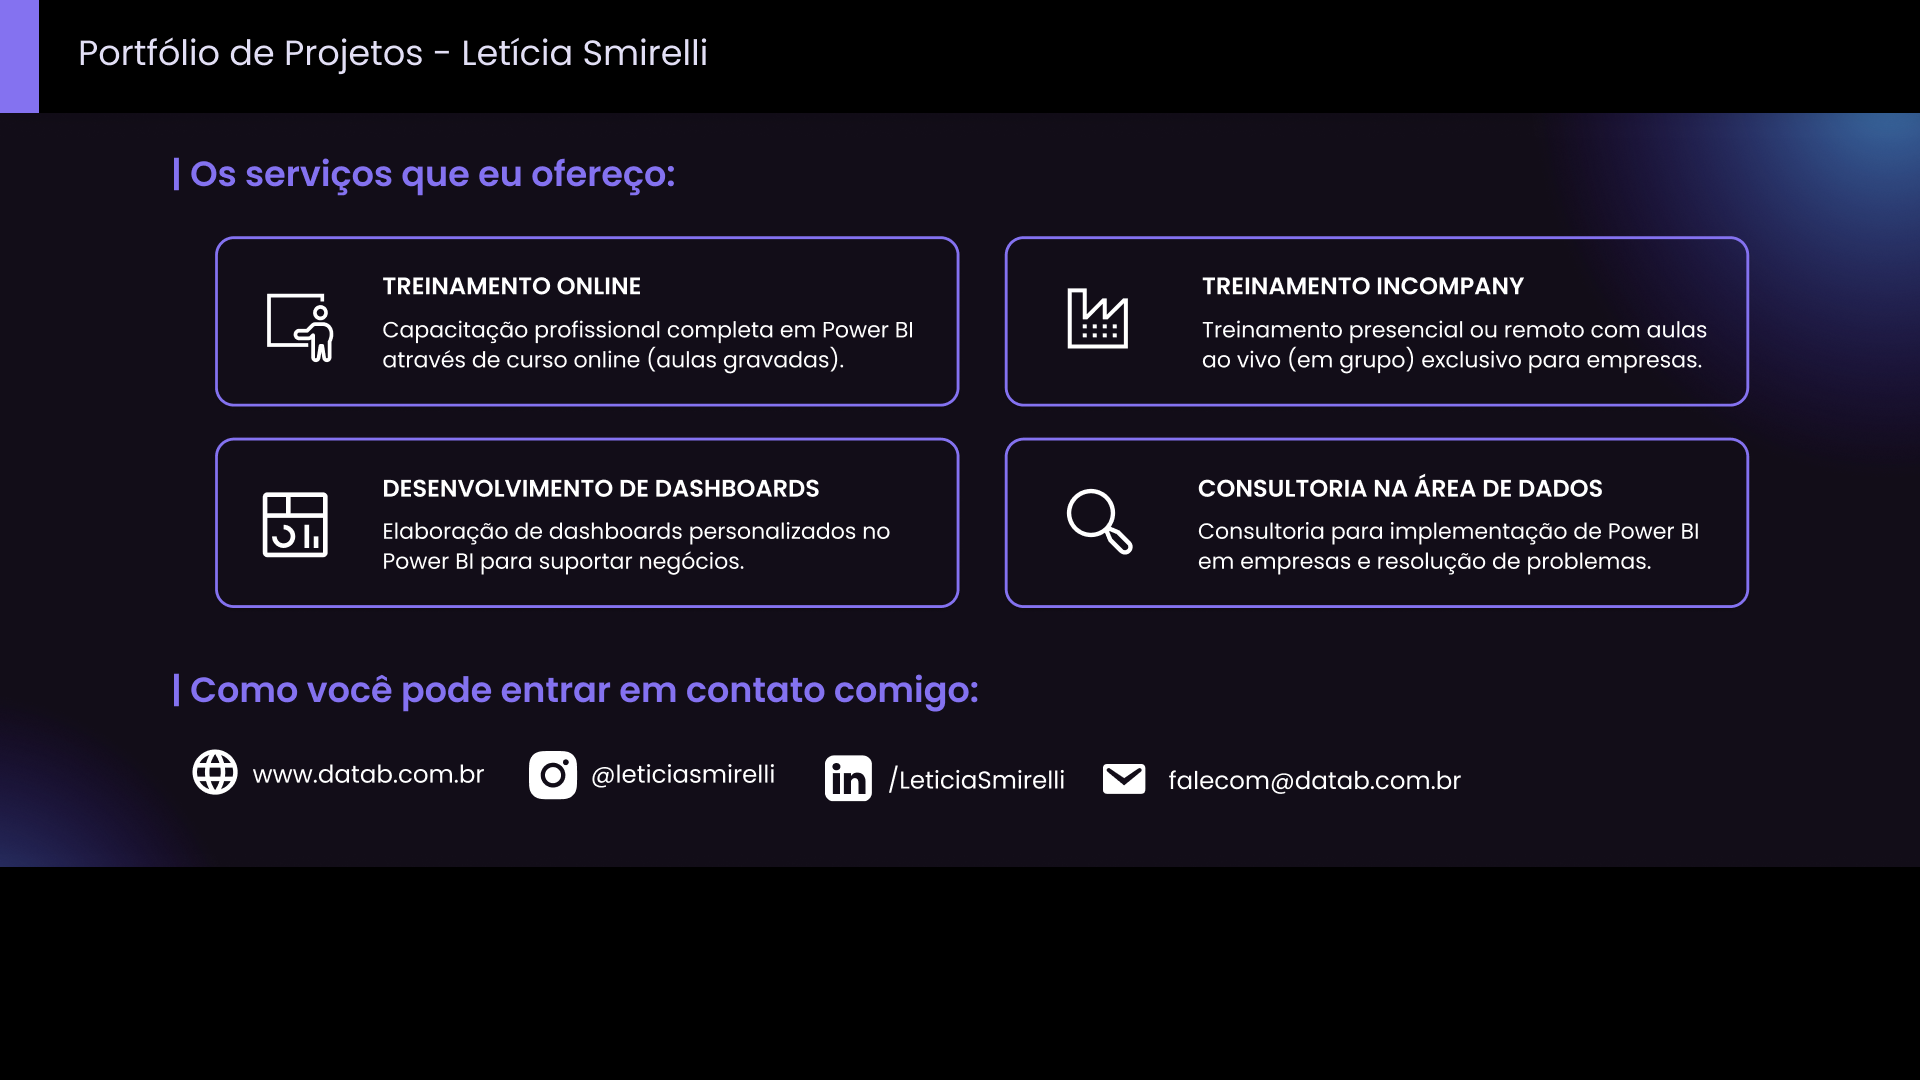 Portfólio de Projetos - Letícia Smirelli
Os serviços que eu ofereço:
TREINAMENTO ONLINE
Capacitação profissional completa em Power BI
através de curso online (aulas gravadas).
TREINAMENTO INCOMPANY
Treinamento presencial ou remoto com aulas
ao vivo (em grupo) exclusivo para empresas.
DESENVOLVIMENTO DE DASHBOARDS
Elaboração de dashboards personalizados no
Power BI para suportar negócios.
CONSULTORIA NA ÁREA DE DADOS
Consultoria para implementação de Power BI
em empresas e resolução de problemas.
Como você pode entrar em contato comigo:
www.datab.com.br
@leticiasmirelli
in /LeticiaSmirelli
falecom@datab.com.br